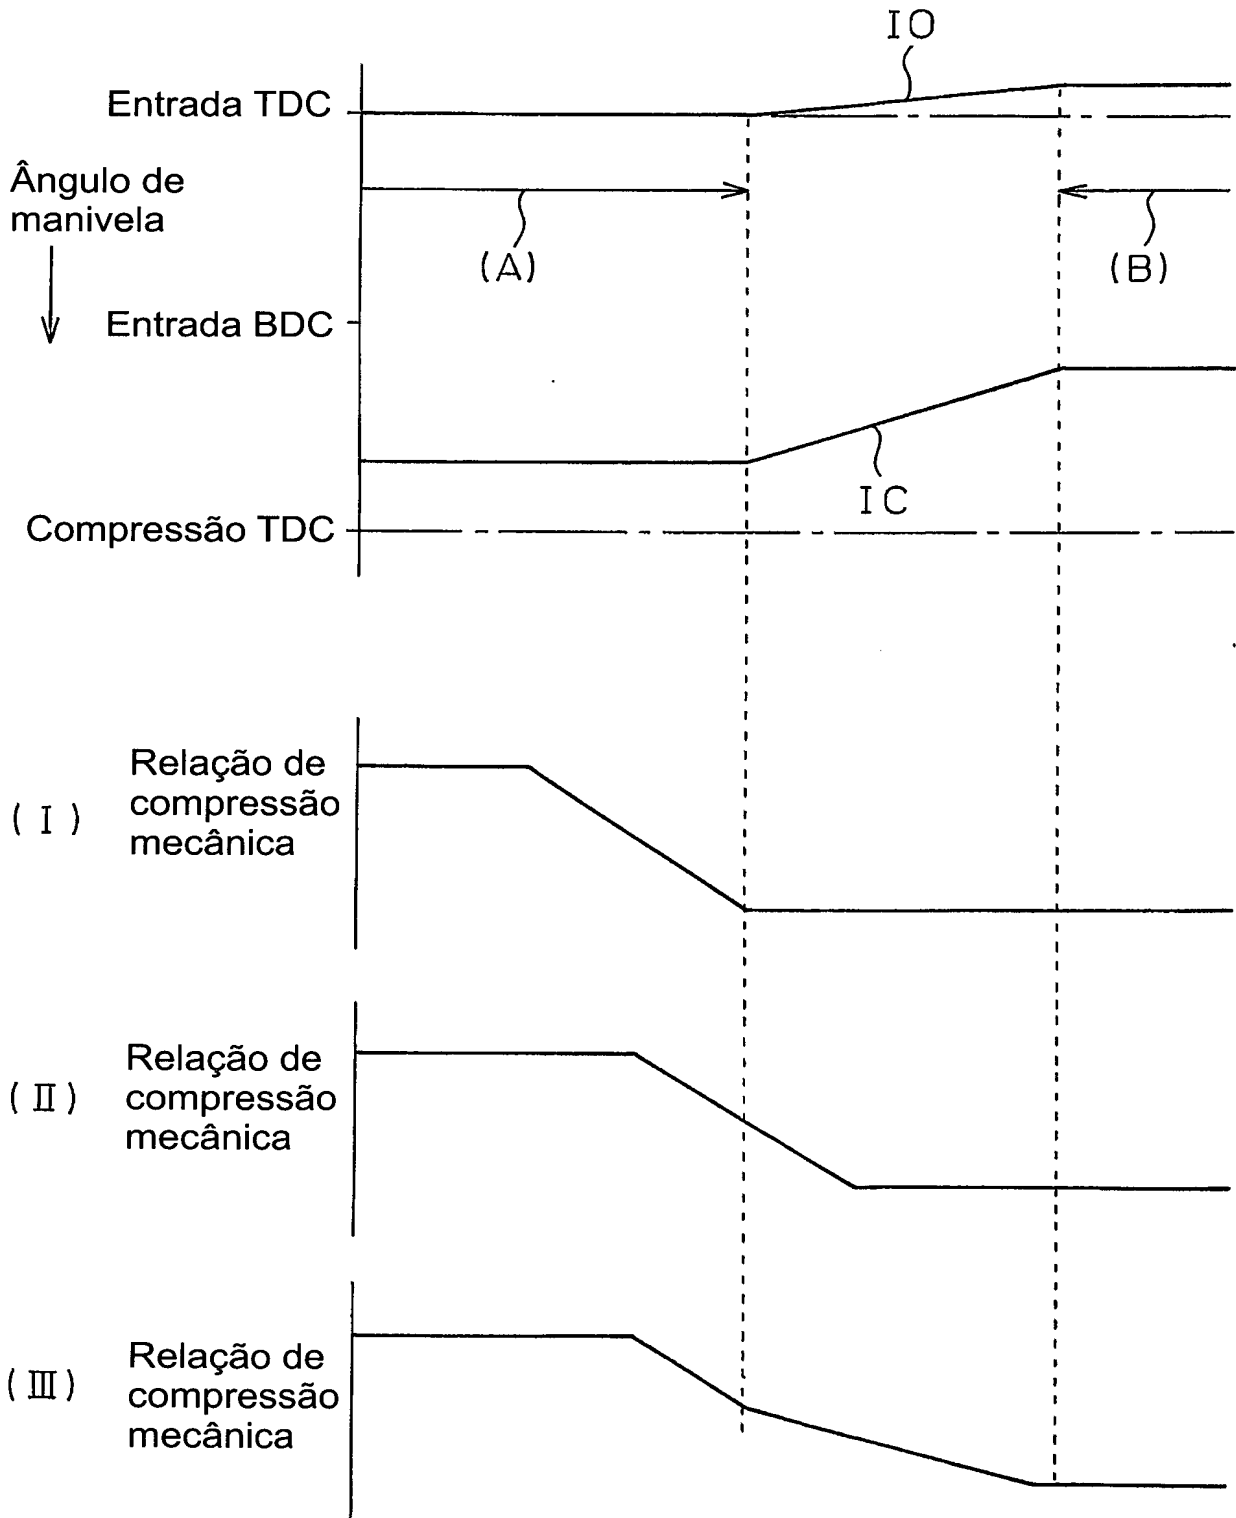 IO
Entrada TDC
Ângulo de
manivela
(A)
(B)
Entrada BDC
IC
Compressão TDC
(I)
Relação de
compressão
mecânica
(II)
Relação de
compressão
mecânica
(III)
Relação de
compressão
mecânica